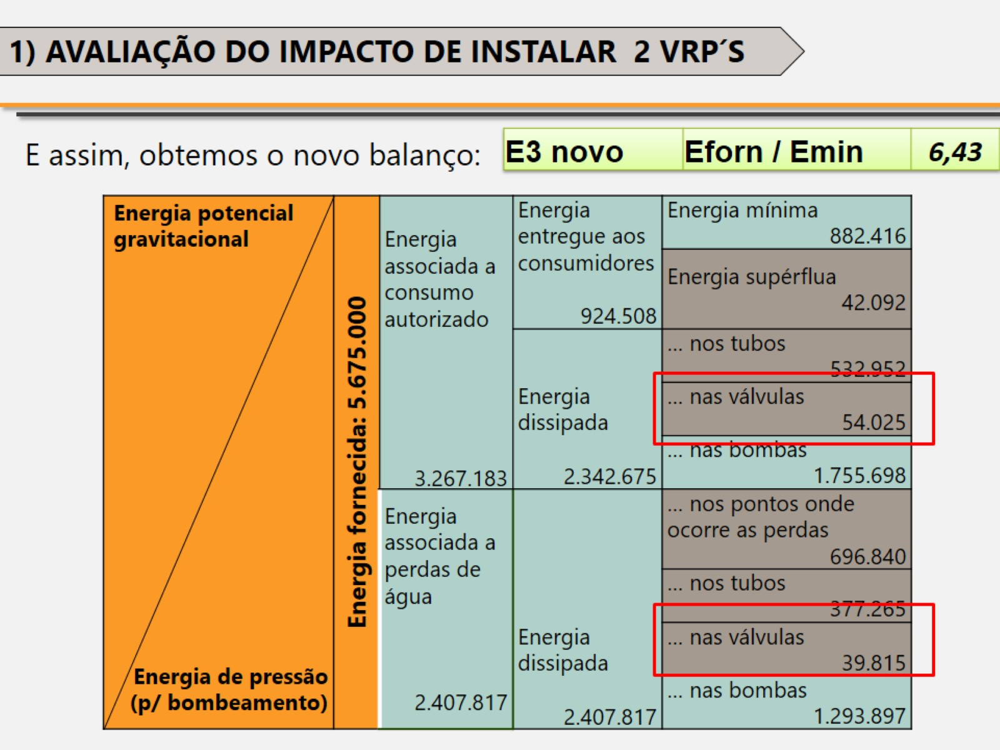 1) AVALIAÇÃO DO IMPACTO DE INSTALAR 2 VRP´S
E assim, obtemos o novo balanço:
E3 novo
Eforn / Emin
6,43
Energia potencial
gravitacional
Energia de pressão
(p/ bombeamento)
Energia fornecida: 5.675.000
Energia
associada a
consumo
autorizado
3.267.183
Energia
associada a
perdas de
água
2.407.817
Energia
entregue aos
consumidores
924.508
Energia
dissipada
2.342.675
Energia
dissipada
2.407.817
Energia mínima
882.416
Energia supérflua
42.092
... nos tubos
532.952
... nas válvulas
54.025
... nas bombas
1.755.698
... nos pontos onde
ocorre as perdas
696.840
... nos tubos
377.265
... nas válvulas
39.815
... nas bombas
1.293.897